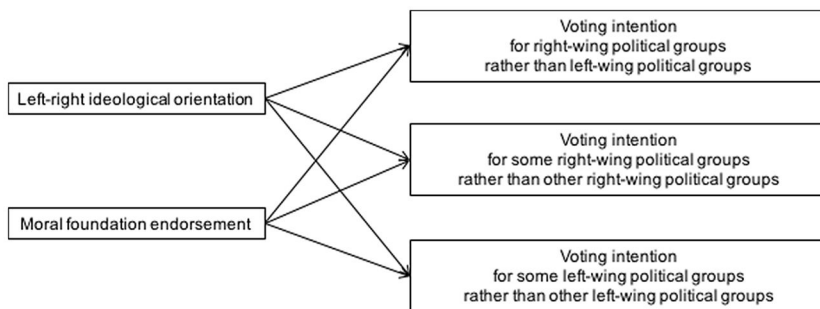 Left-right ideological orientation
Moral foundation endorsement
Voting intention
for right-wing political groups
rather than left-wing political groups
Voting intention
for some right-wing political groups
rather than other right-wing political groups
Voting intention
for some left-wing political groups
rather than other left-wing political groups